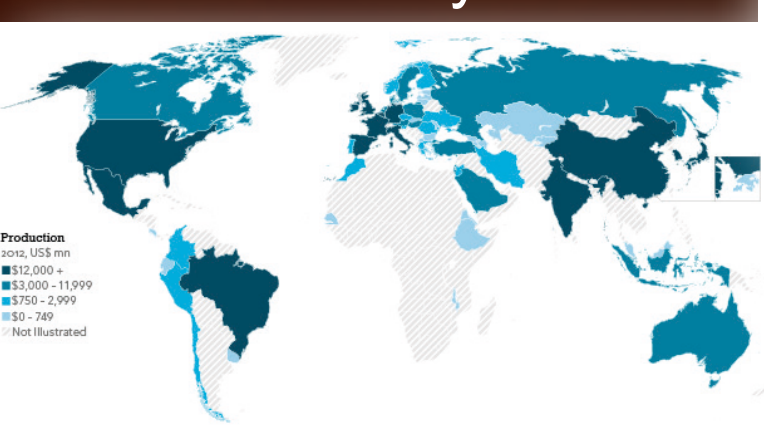 Production
2012, US$ mn
$12,000 +
$3,000 - 11,999
$750 - 2,999
$0 - 749
Not Illustrated